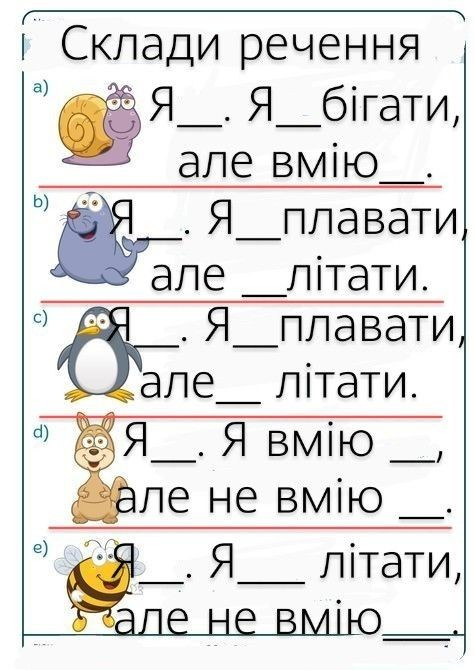 Склади речення
a)
Я__. Я__бігати,
але вмію__.
b)
Я__. Я__плавати,
але __літати.
c)
Я__. Я__плавати,
але__ літати.
d)
Я__. Я вмію __,
але не вмію __.
e)
Я__. Я___ літати,
але не вмію____.